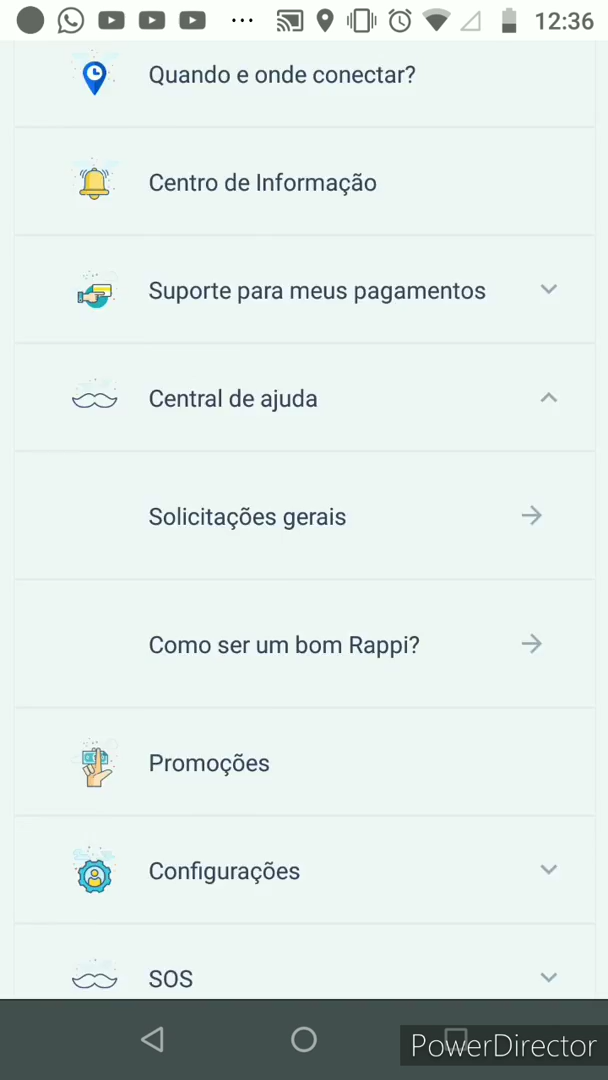 12:36
Quando e onde conectar?
Centro de Informação
Suporte para meus pagamentos
Central de ajuda
Solicitações gerais
Como ser um bom Rappi?
Promoções
Configurações
SOS
PowerDirector